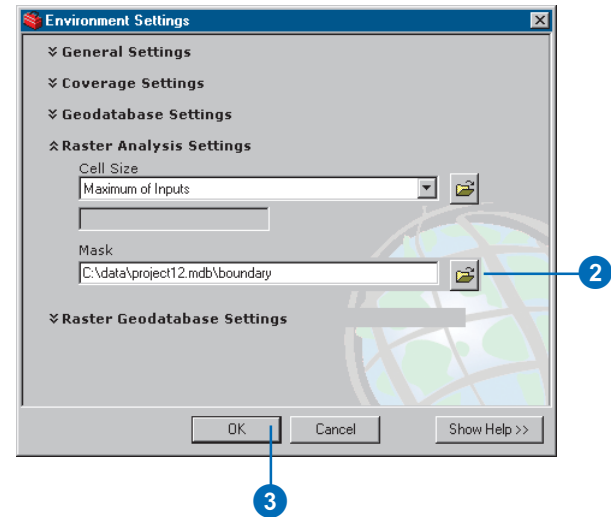 Environment Settings
General Settings
Coverage Settings
Geodatabase Settings
Raster Analysis Settings
Cell Size
Maximum of Inputs
Mask
C:\data\project12.mdb\boundary
2
Raster Geodatabase Settings
OK Cancel Show Help >>
3